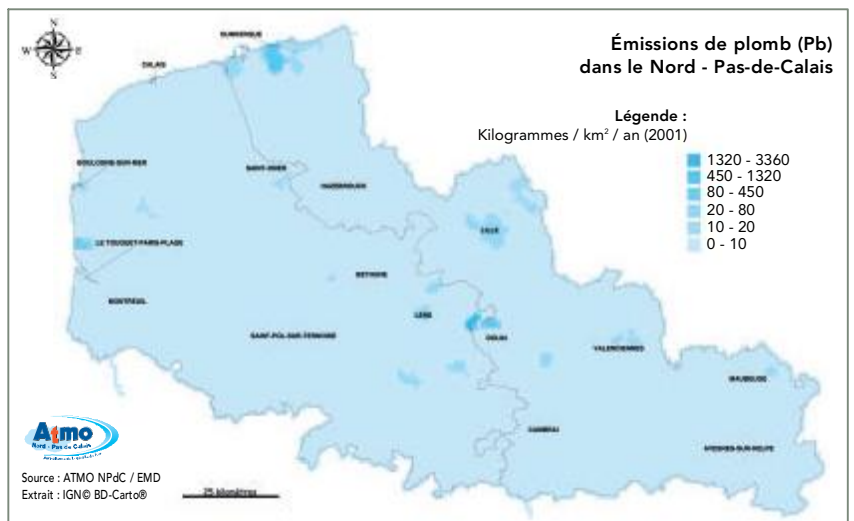 N
W E
S
DUNKERQUE
CALAIS
Émissions de plomb (Pb)
dans le Nord - Pas-de-Calais
Légende :
Kilogrammes / km² / an (2001)
1320 - 3360
450 - 1320
80 - 450
20 - 80
10 - 20
0 - 10
BOULOGNE-SUR-MER
SAINT-OMER
HAZEBROUCK
LILLE
LE TOUQUET-PARIS-PLAGE
BETHUNE
MONTREUIL
LENS
SAINT-POL-SUR-TERNOISE
DOUAI
VALENCIENNES
MAUBEUGE
CAMBRAI
AVESNES-SUR-HELPE
Atmo
Nord - Pas de Calais
Source : ATMO NPdC / EMD
Extrait : IGN© BD-Carto®
25 kilomètres